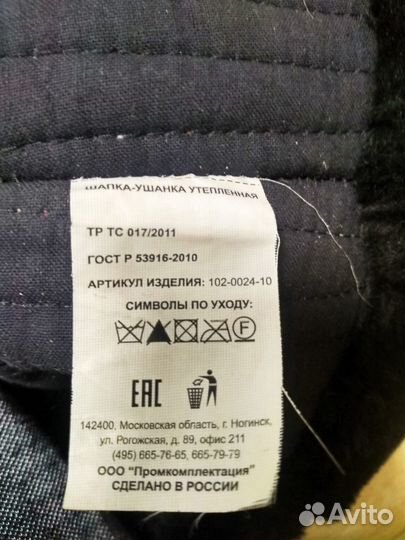 ШАПКА-УШАНКА УТЕПЛЕННАЯ
ТР ТС 017/2011
ГОСТ Р 53916-2010
АРТИКУЛ ИЗДЕЛИЯ: 102-0024-10
СИМВОЛЫ ПО УХОДУ:
F
EAC
142400, Московская область, г. Ногинск,
ул. Рогожская, д. 89, офис 211
(495) 665-76-65, 665-79-79
ООО "Промкомплектация"
СДЕЛАНО В РОССИИ
Avito